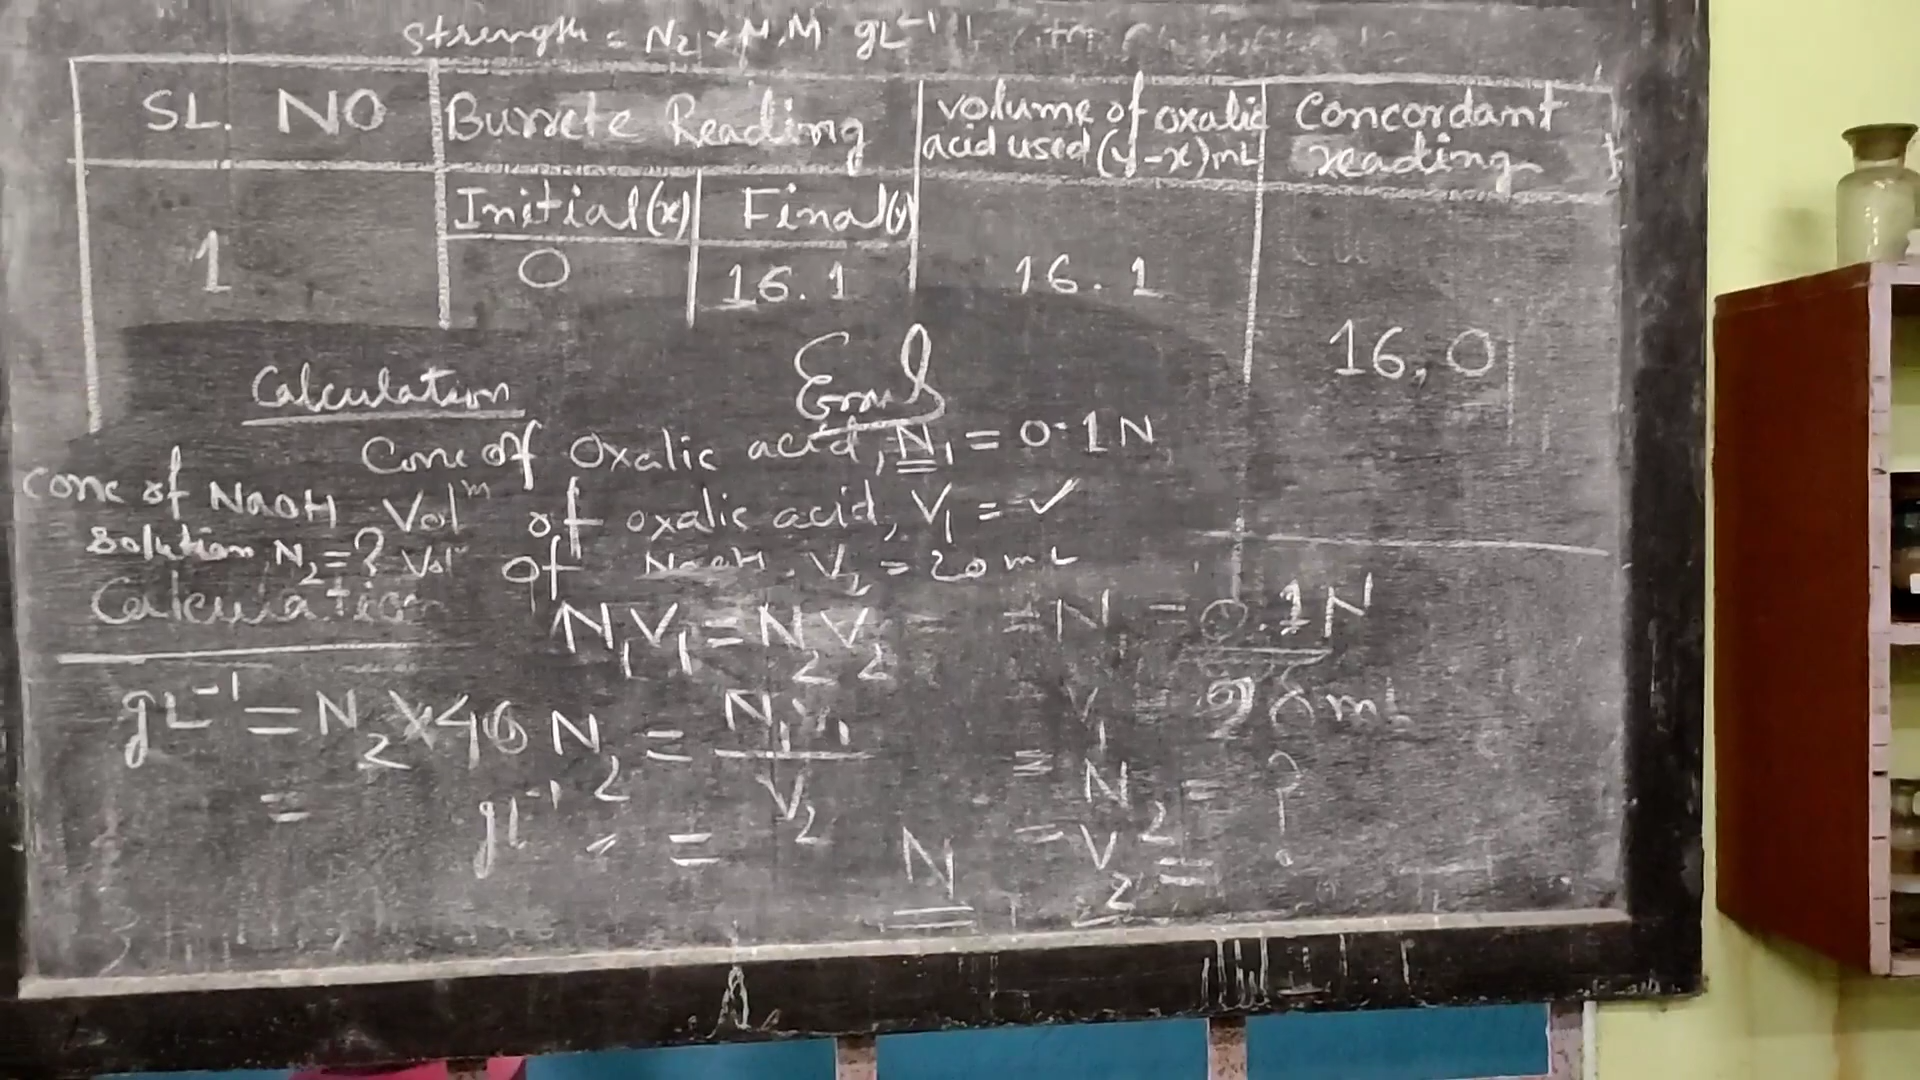 Strength = N2 x M.M gL-1
SL. NO Burrete Reading volume of oxalic acid used (y-x)mL Concordant reading
Initial(x) Final(y)
1 0 16.1 16.1
16,0
Calculation
Conc of Oxalic acid, N1 = 0.1N
conc of NaOH solution, N2 = ?
Vol^m of oxalic acid, V1 = ✓
Vol^m of NaOH, V2 = 20 mL
Calculation
N1V1 = N2V2
gL-1 = N2 x 40
=
N2 = N1V1 / V2
gL-1 =
= N
= N1 = 0.1N
V1 = mL
= N2 = ?
= V2 = ?